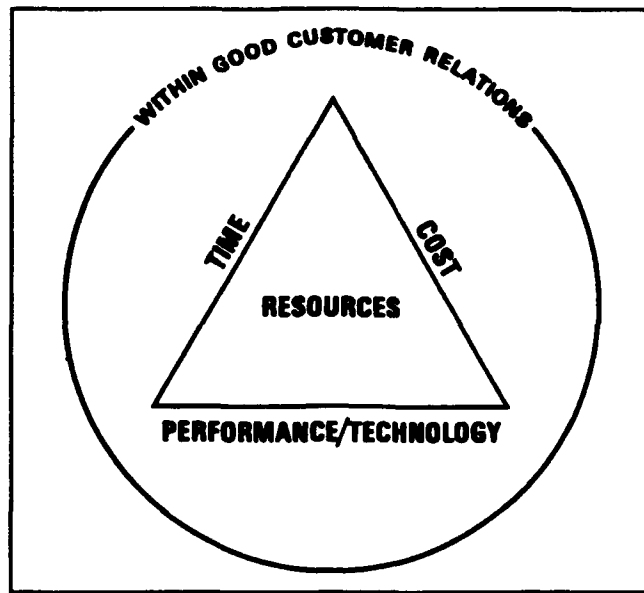 WITHIN GOOD CUSTOMER RELATIONS
TIME
COST
RESOURCES
PERFORMANCE/TECHNOLOGY